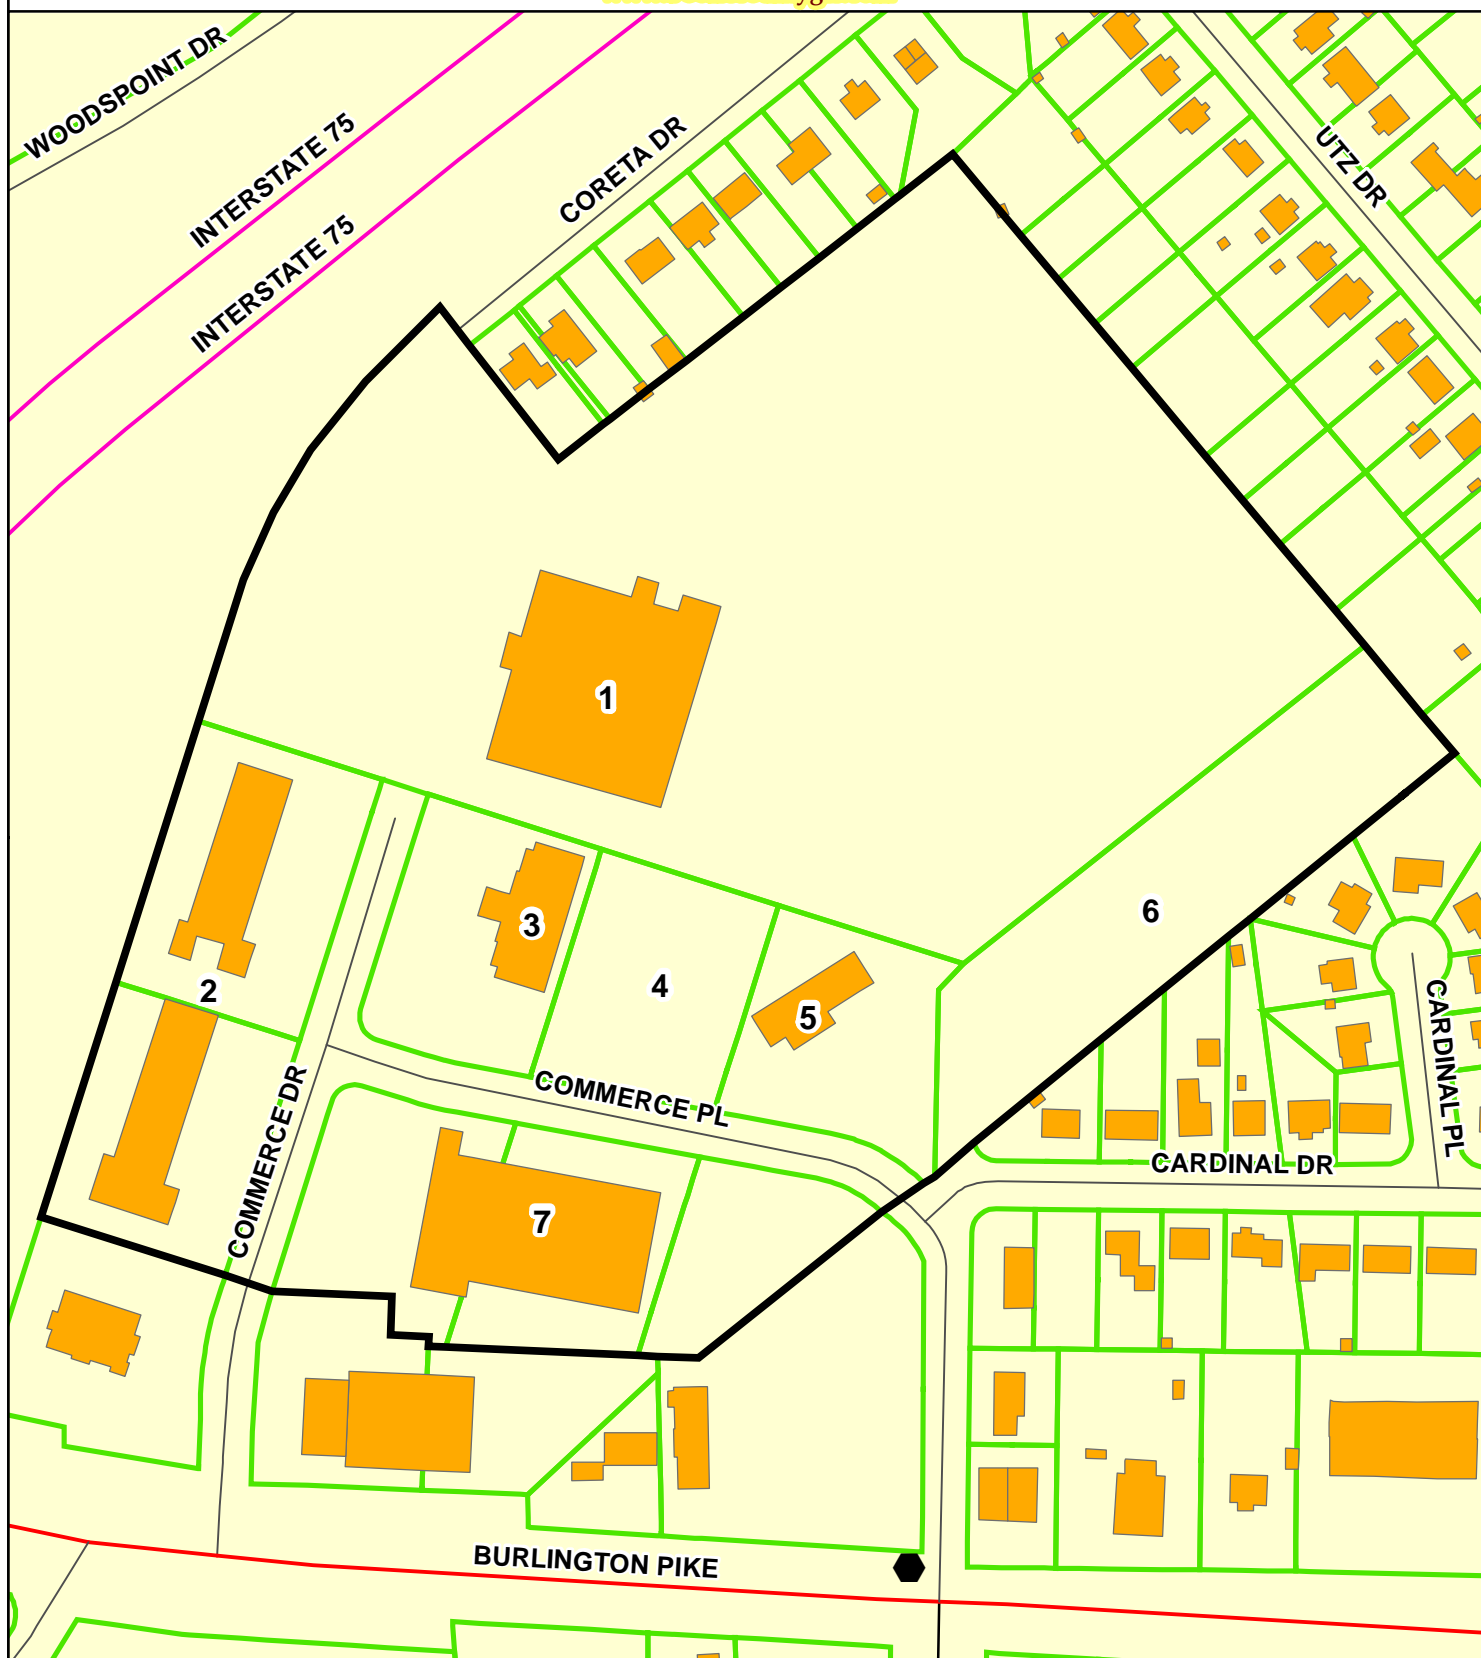 WOODSPOINT DR
INTERSTATE 75
CORETA DR
UTZ DR
INTERSTATE 75
1
6
3
4
2
5
CARDINAL PL
COMMERCE PL
COMMERCE DR
CARDINAL DR
7
BURLINGTON PIKE